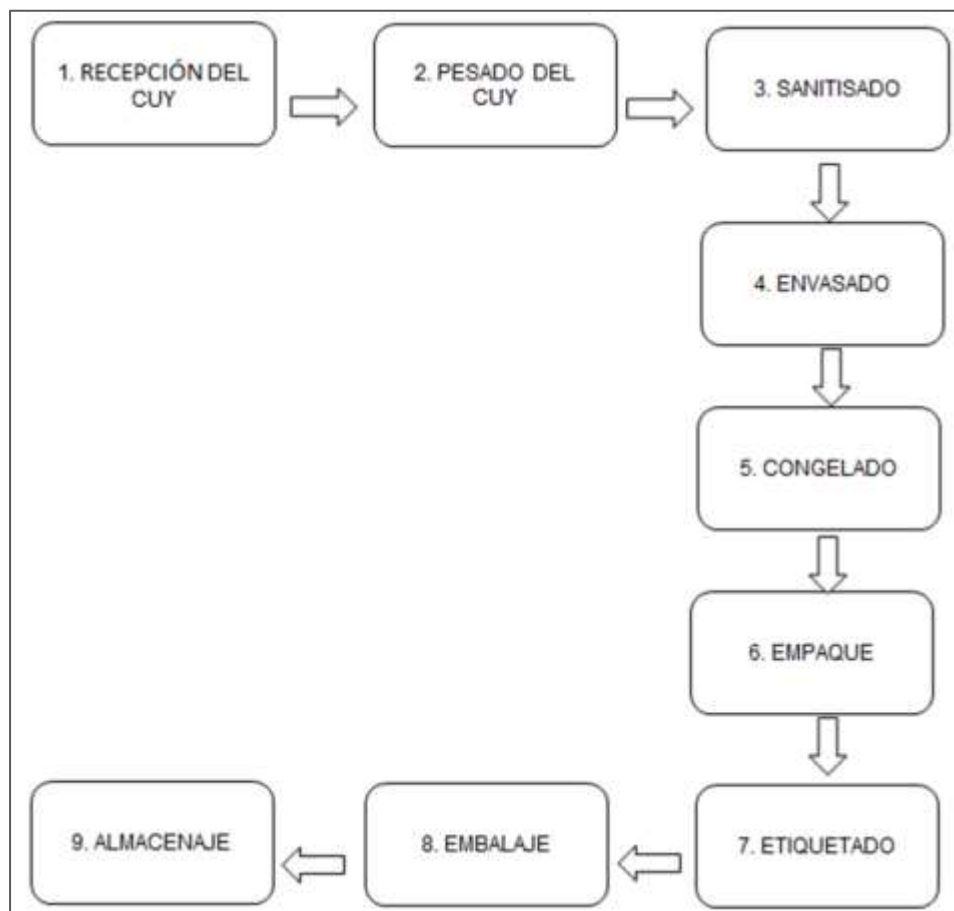 1. RECEPCIÓN DEL
CUY
2. PESADO DEL
CUY
3. SANITISADO
4. ENVASADO
5. CONGELADO
6. EMPAQUE
7. ETIQUETADO
8. EMBALAJE
9. ALMACENAJE